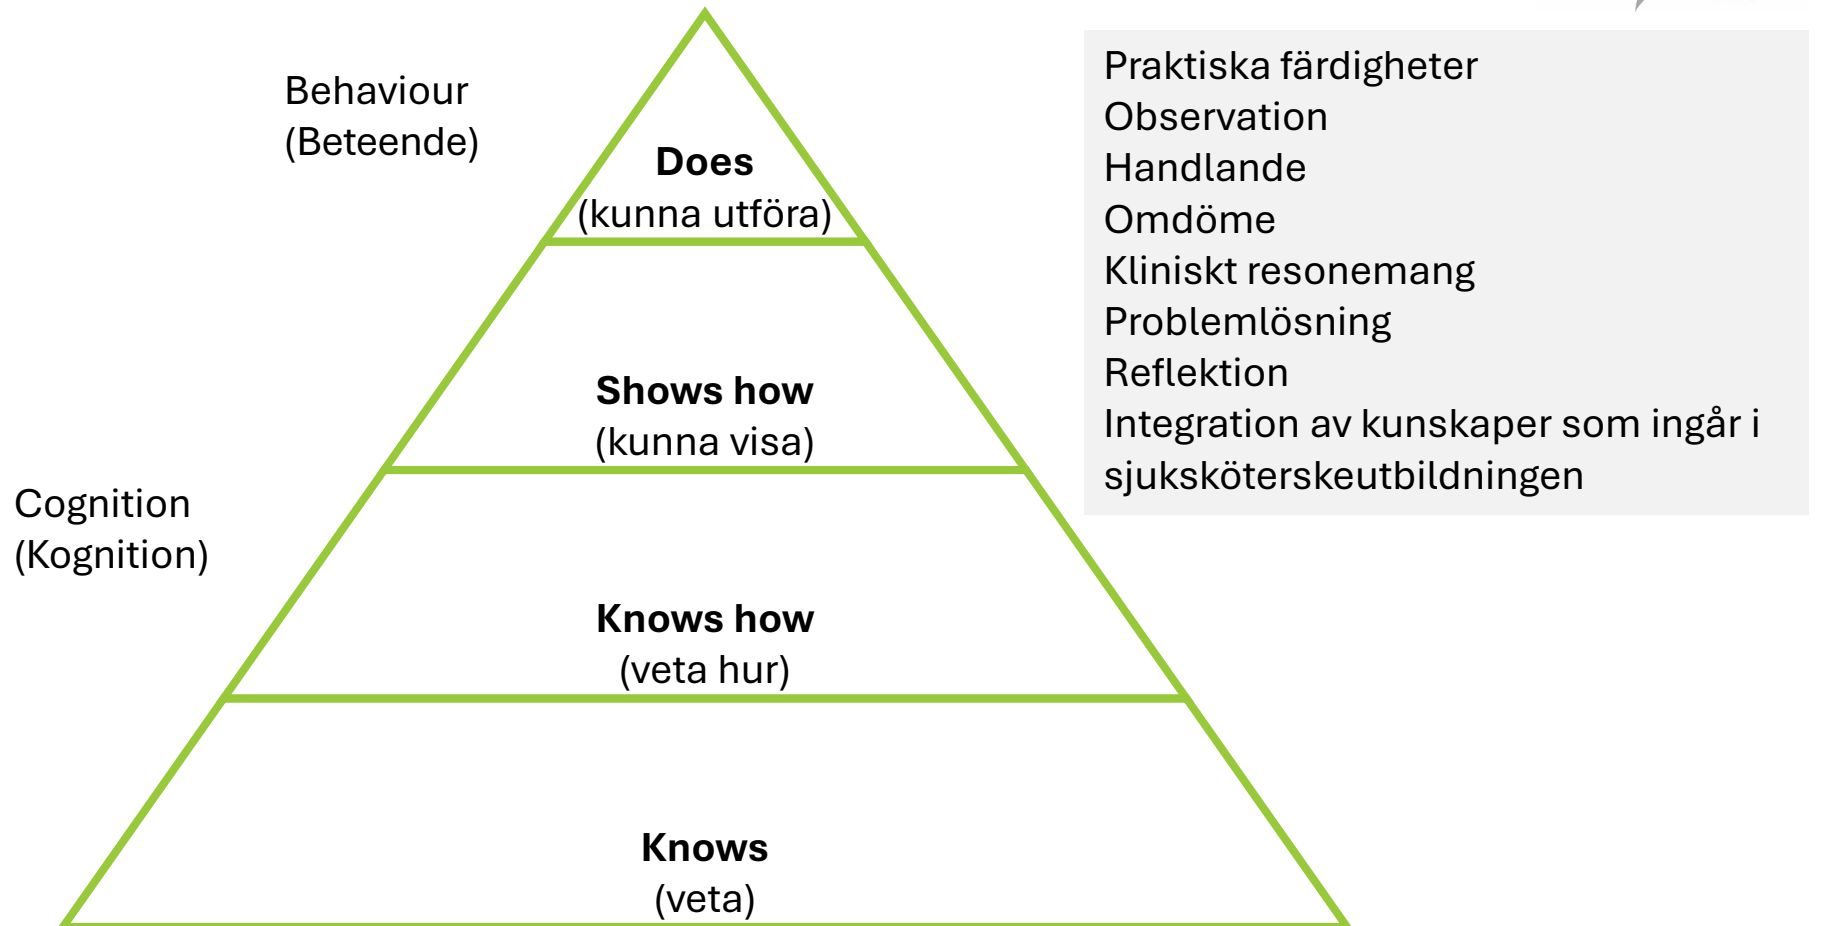 Behaviour
(Beteende)
Does
(kunna utföra)
Shows how
(kunna visa)
Cognition
(Kognition)
Knows how
(veta hur)
Knows
(veta)
Praktiska färdigheter
Observation
Handlande
Omdöme
Kliniskt resonemang
Problemlösning
Reflektion
Integration av kunskaper som ingår i
sjuksköterskeutbildningen